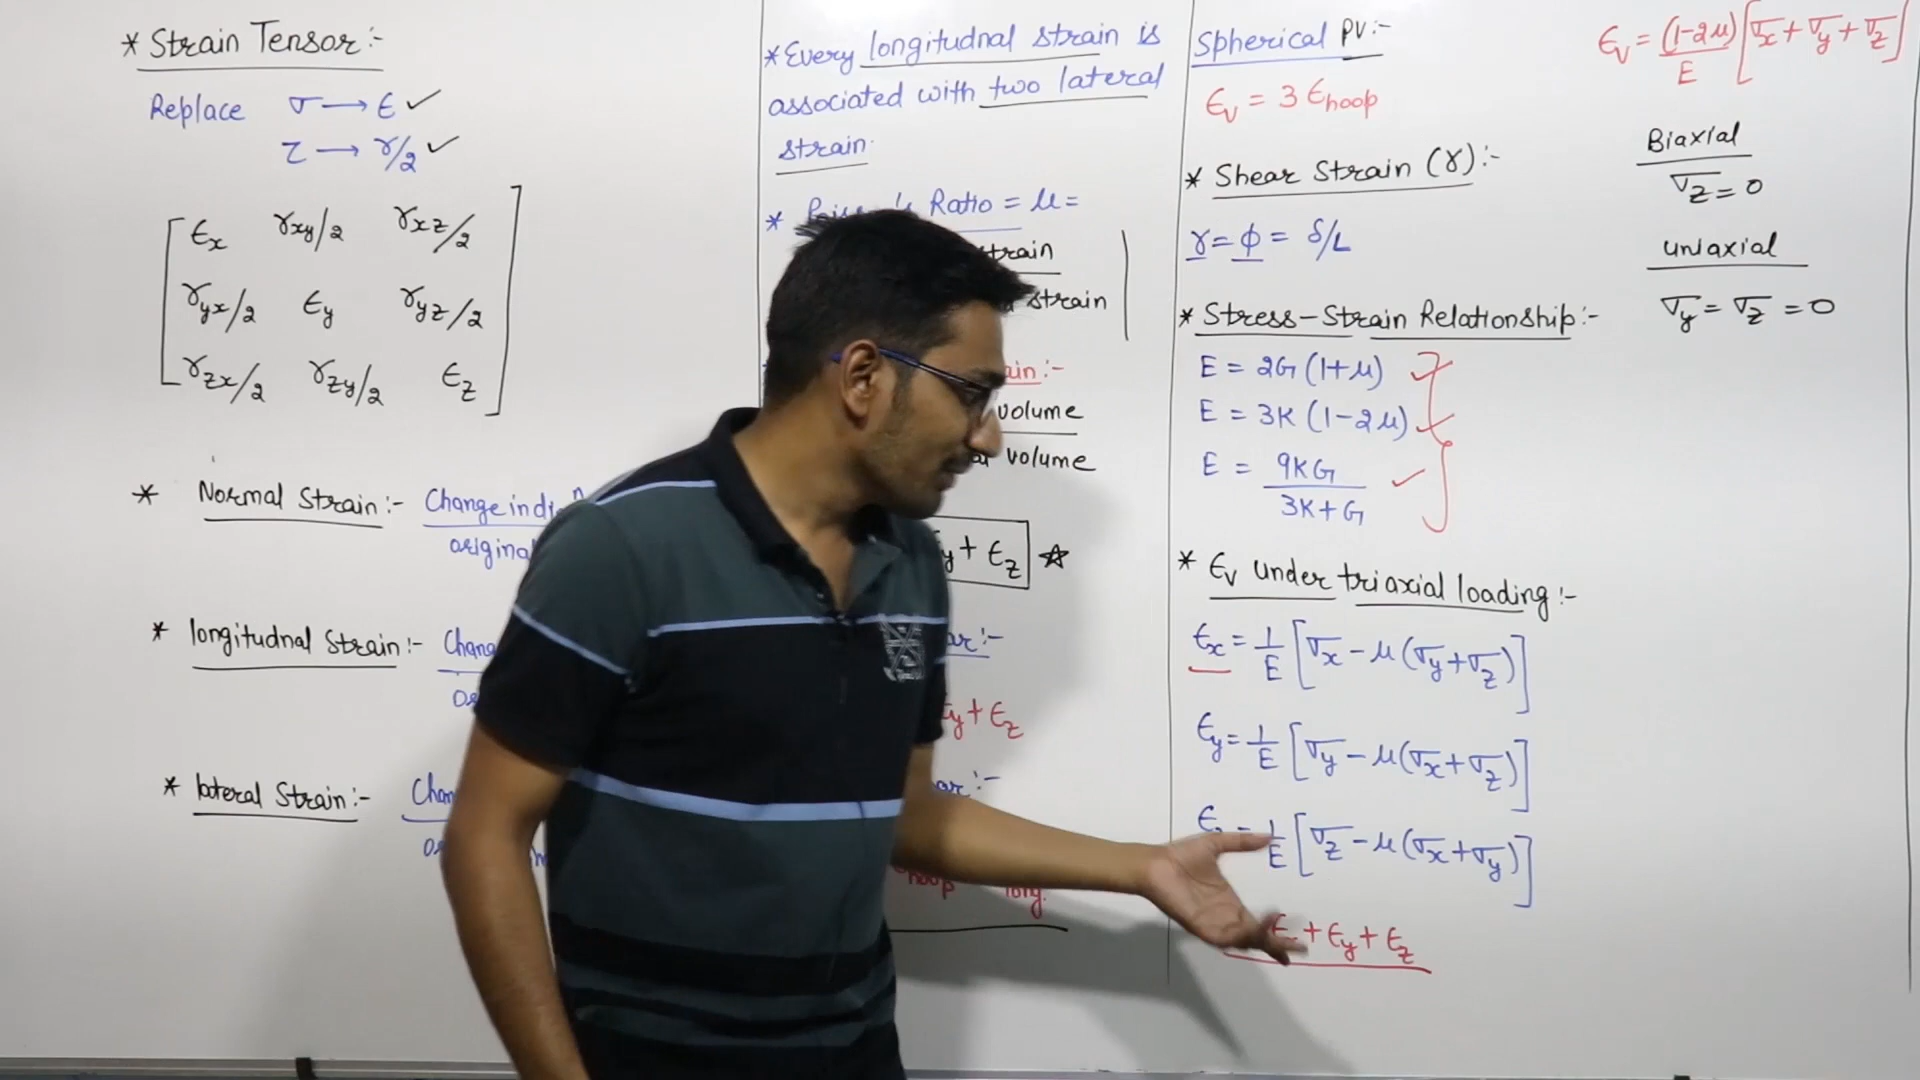 * Strain Tensor:-
Replace σ → ϵ ✓
τ → γ/2 ✓
ϵx γxy/2 γxz/2
γyx/2 ϵy γyz/2
γzx/2 γzy/2 ϵz
* Normal Strain:- Change in
* longitudnal Strain:-
* lateral Strain:-
* Every longitudnal strain is
associated with two lateral
strain.
* Ratio = μ =
strain
strain
volume
volume
y + ϵz ☆
ϵy + ϵz
hoop long.
Spherical PV:-
ϵv = 3 ϵhoop
* Shear Strain (γ):-
γ = ϕ = δ/L
* Stress-Strain Relationship:-
E = 2G (1+μ)
E = 3K (1-2μ)
E = 9KG / 3K+G ✓
* ϵv under triaxial loading:-
ϵx = 1/E [σx - μ(σy+σz)]
ϵy = 1/E [σy - μ(σx+σz)]
= 1/E [σz - μ(σx+σy)]
+ ϵy + ϵz
ϵv = (1-2μ)/E [σx + σy + σz]
Biaxial
σz = 0
uniaxial
σy = σz = 0